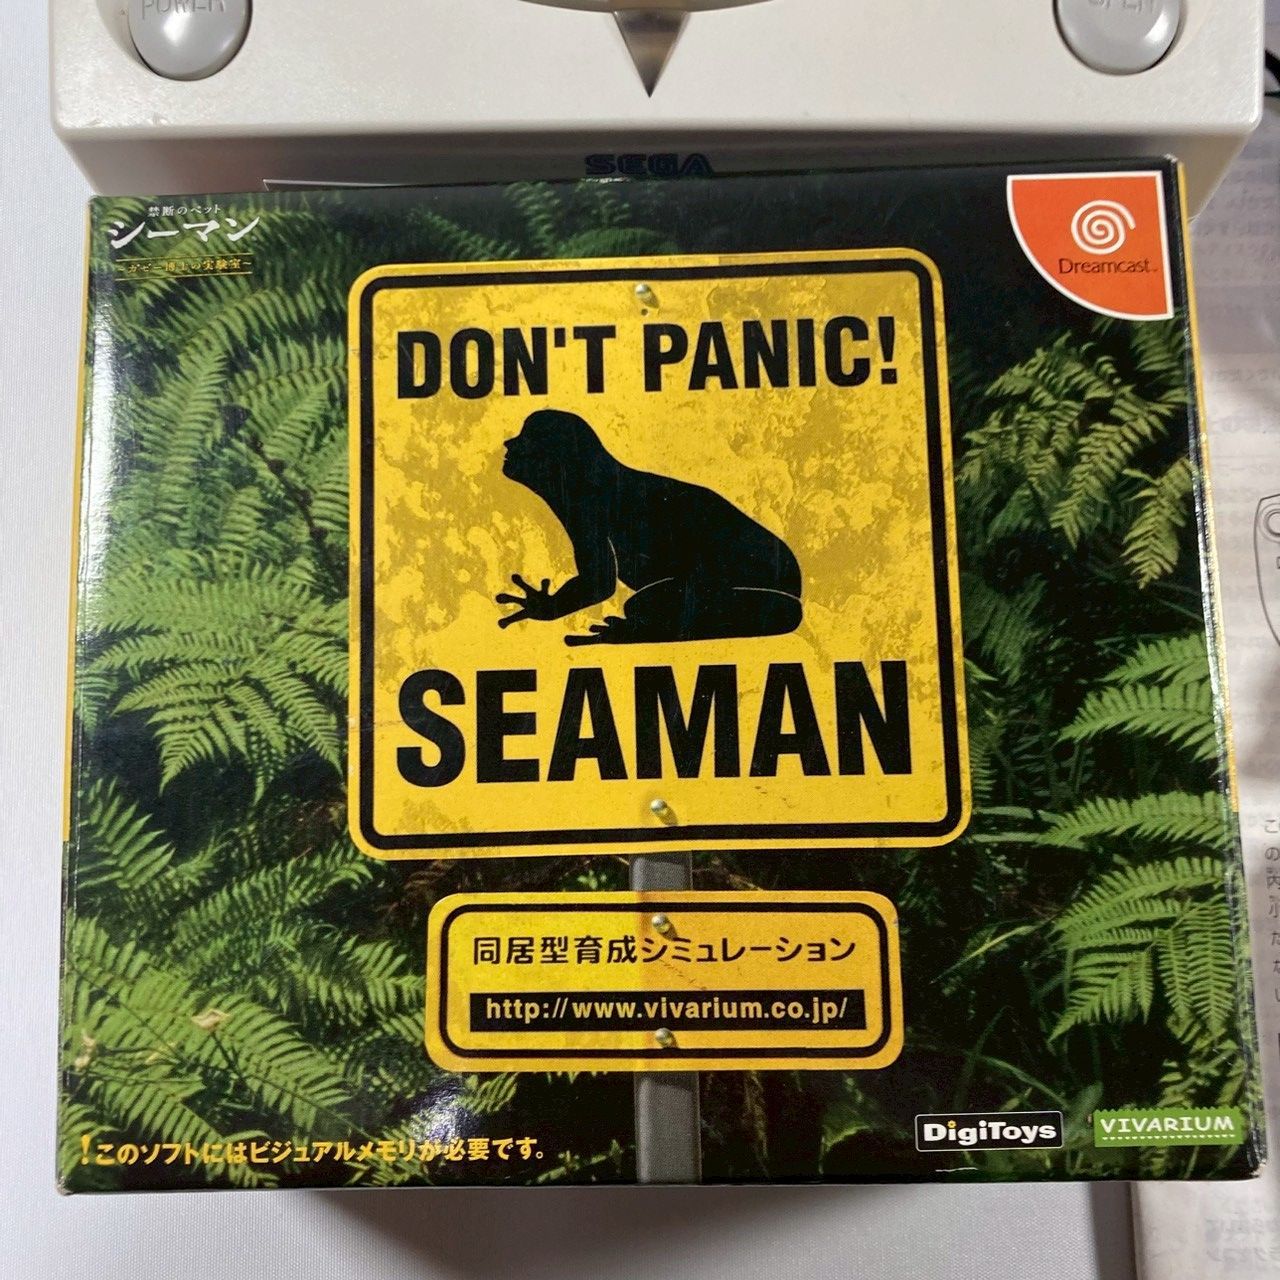 POWER
OPEN
SEGA
禁断のペット
シーマン
～ガゼー博士の実験室～
Dreamcast™
DON'T PANIC!
SEAMAN
同居型育成シミュレーション
http://www.vivarium.co.jp/
!このソフトにはビジュアルメモリが必要です。
DigiToys
VIVARIUM